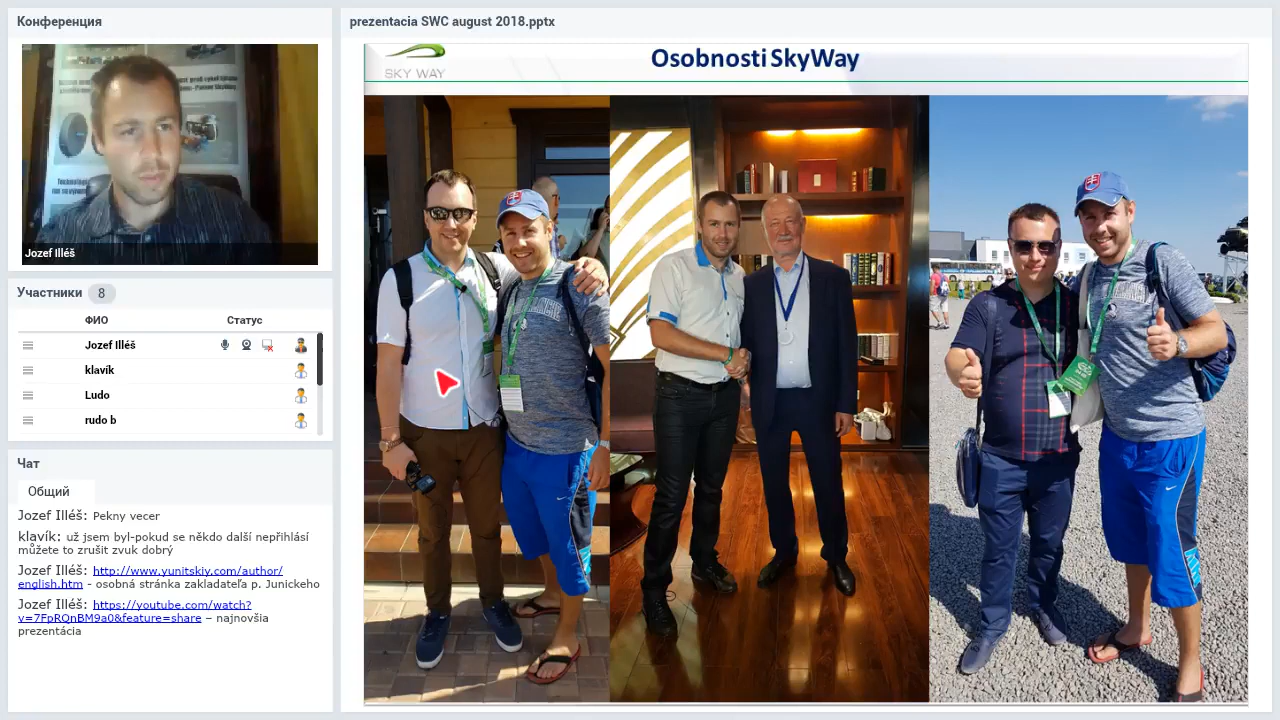 Конференция
Jozef Illéš
Участники 8
ФИО Статус
Jozef Illéš
klavík
Ludo
rudo b
Чат
Общий
Jozef Illéš: Pekny vecer
klavík: už jsem byl-pokud se někdo další nepřihlásí
můžete to zrušit zvuk dobrý
Jozef Illéš: http://www.yunitskiy.com/author/
english.htm - osobná stránka zakladateľa p. Junickeho
Jozef Illéš: https://youtube.com/watch?
v=7FpRQnBM9a0&feature=share – najnovšia
prezentácia
prezentacia SWC august 2018.pptx
SKY WAY
Osobnosti SkyWay